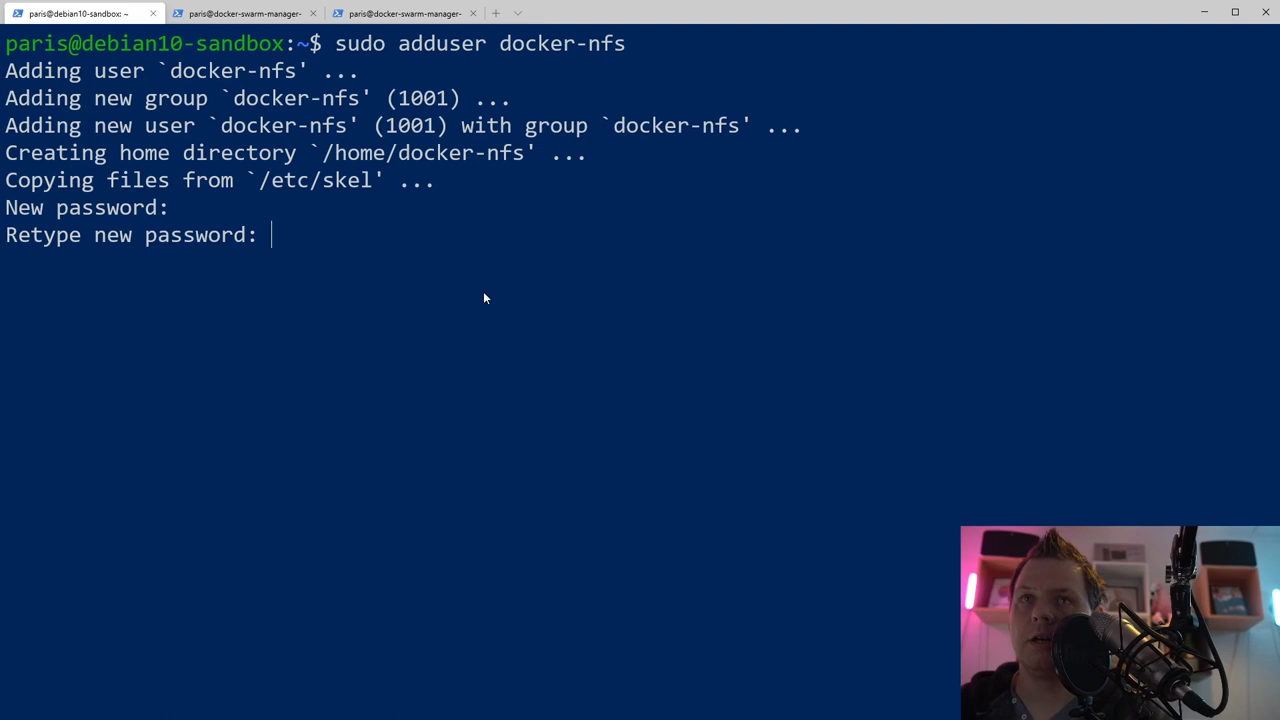 paris@debian10-sandbox: ~
paris@docker-swarm-manager-
paris@docker-swarm-manager-
paris@debian10-sandbox:~$ sudo adduser docker-nfs
Adding user `docker-nfs' ...
Adding new group `docker-nfs' (1001) ...
Adding new user `docker-nfs' (1001) with group `docker-nfs' ...
Creating home directory `/home/docker-nfs' ...
Copying files from `/etc/skel' ...
New password:
Retype new password: